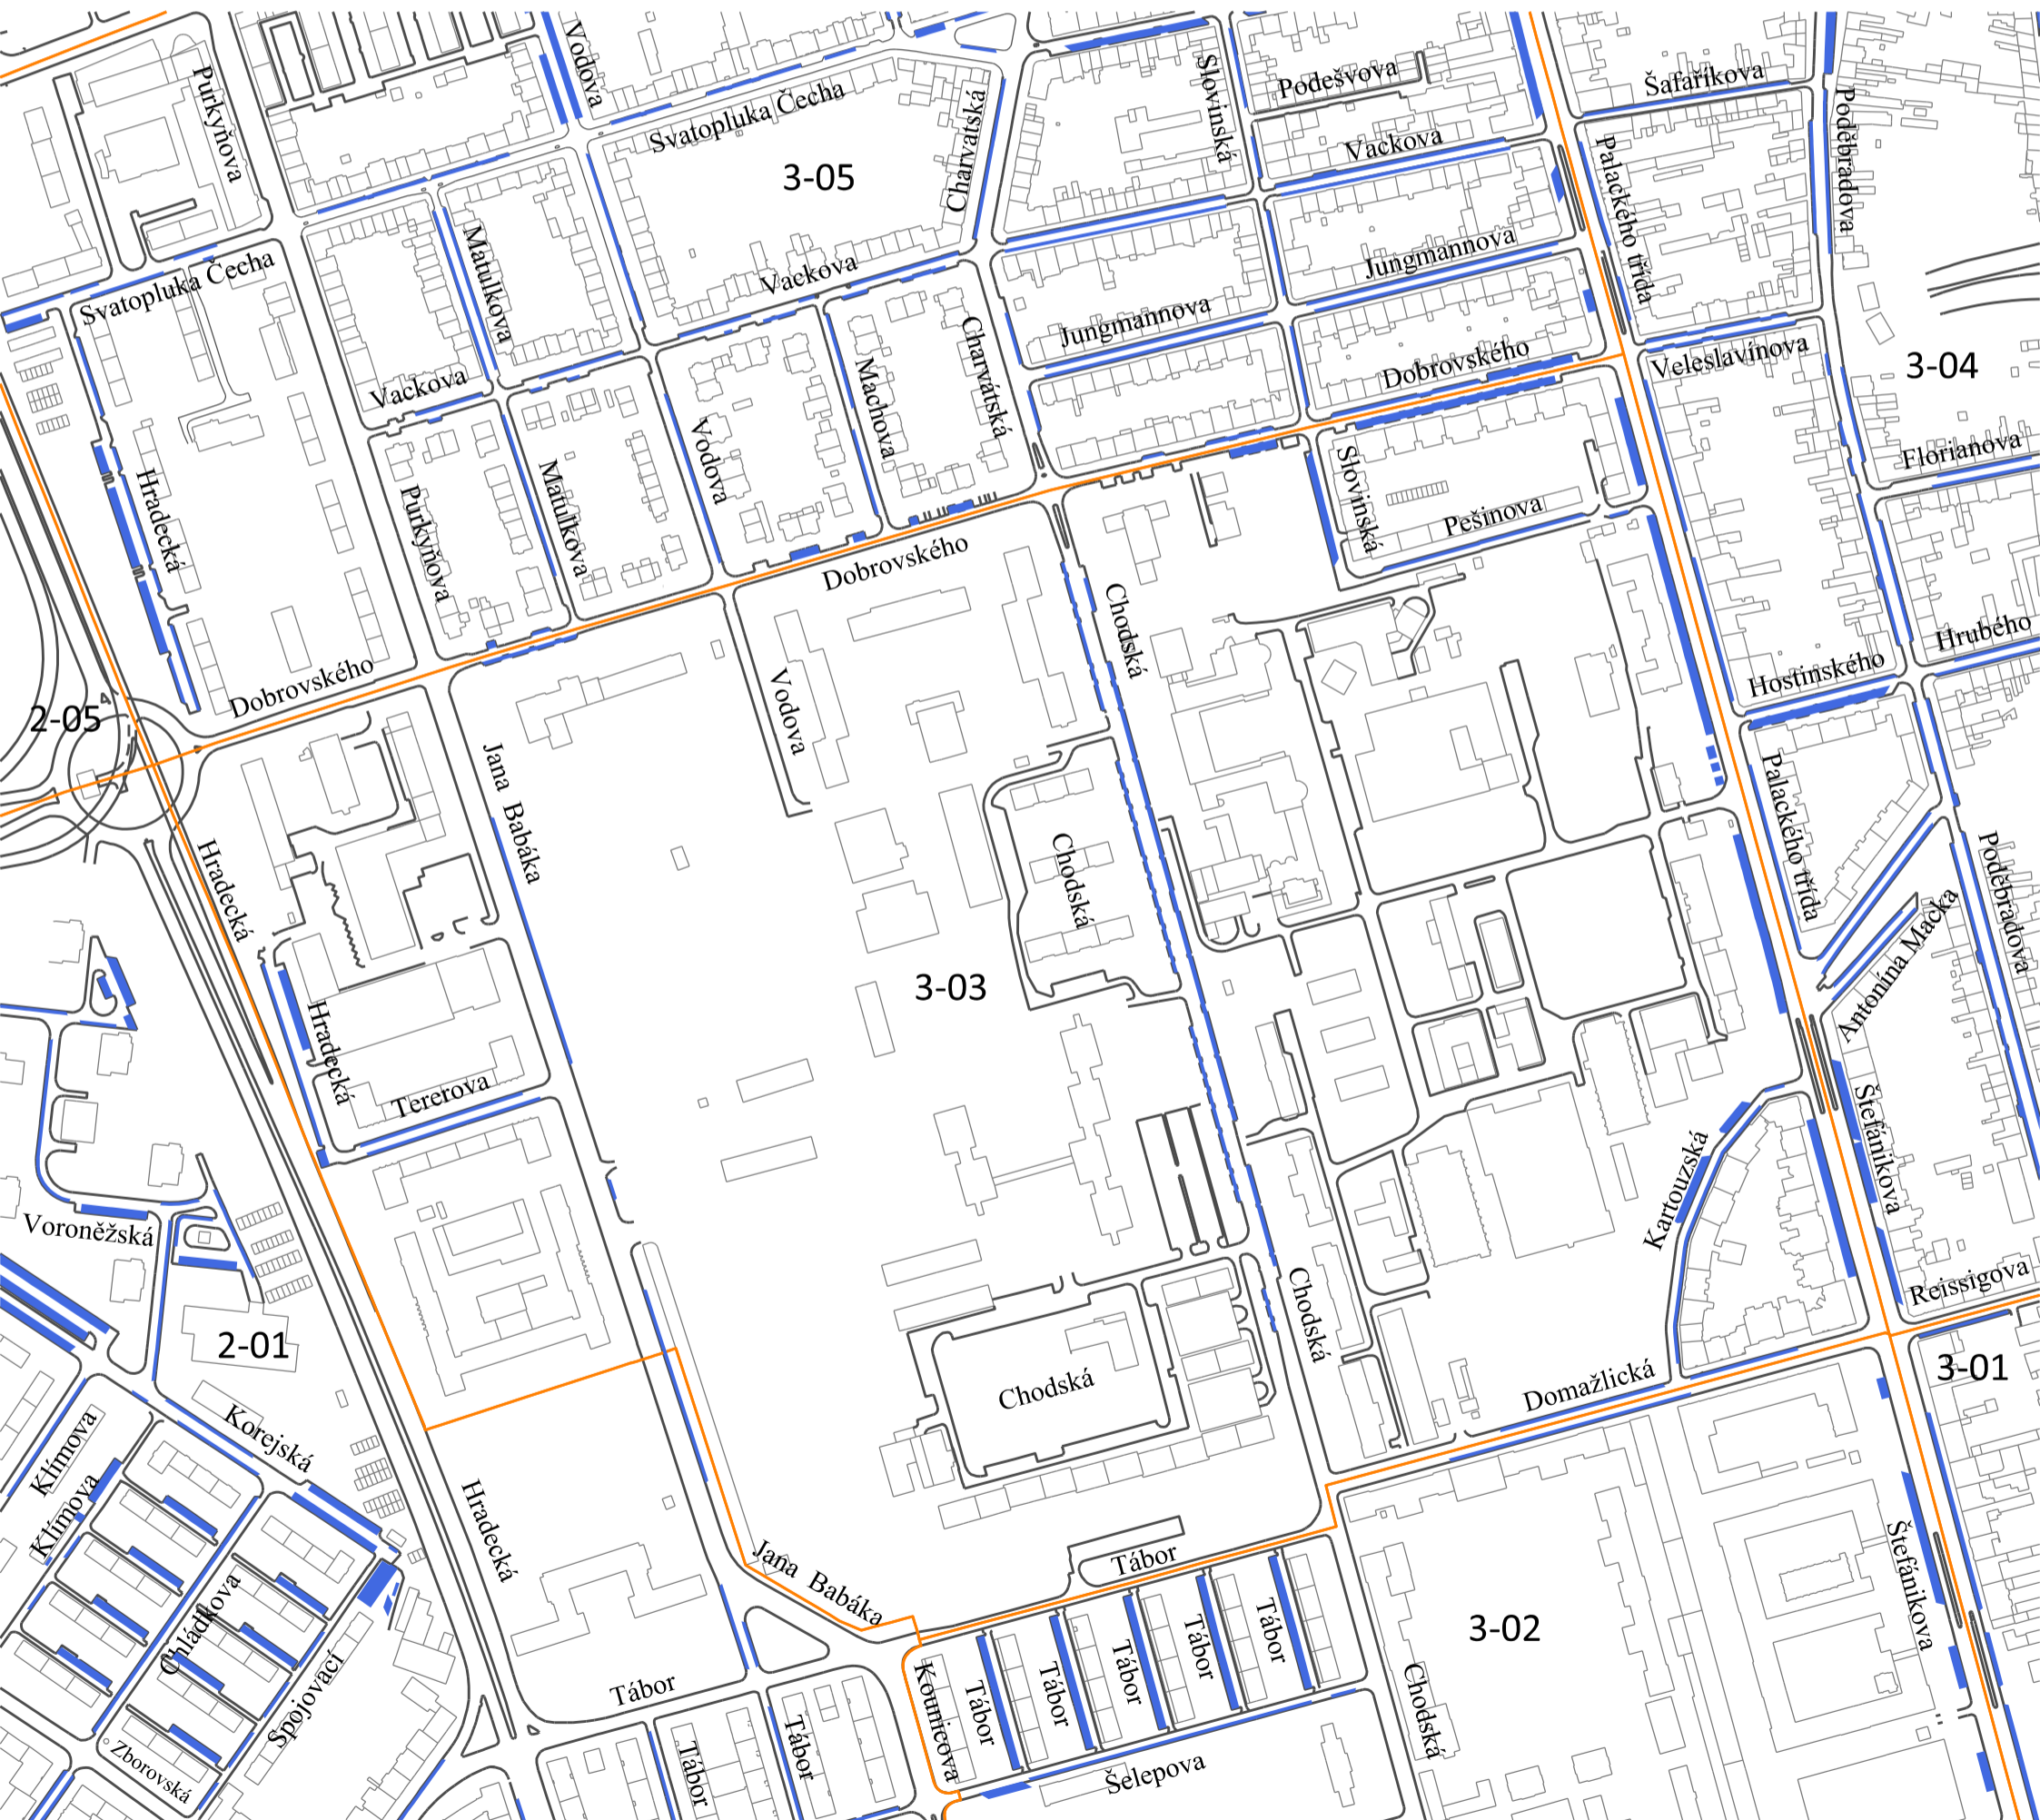 Vodova
Purkyňova
Svatopluka Čecha
Charvatská
Slovinská
Podešvova
Šafaříkova
Poděbradova
Vackova
Palackého třída
3-05
Svatopluka Čecha
Matulkova
Vackova
Jungmannova
Jungmannova
Charvatská
Dobrovského
Veleslavínova
3-04
Vackova
Machova
Vodova
Hradecká
Purkyňova
Matulkova
Slovinská
Pešinova
Florianova
Dobrovského
Chodská
Hrubého
Hostinského
Dobrovského
2-05
Vodova
Jana Babáka
Palackého třída
Hradecká
Chodská
Poděbradova
Antonína Macka
3-03
Hradecká
Tererova
Štefánikova
Kartouzská
Voroněžská
Reissigova
2-01
Chodská
Chodská
Domažlická
3-01
Korejská
Klímova
Klímova
Hradecká
Jana Babáka
Tábor
Štefánikova
3-02
Chládkova
Spojovací
Zborovská
Tábor
Tábor
Tábor
Kounicova
Tábor
Tábor
Tábor
Tábor
Tábor
Chodská
Šelepova